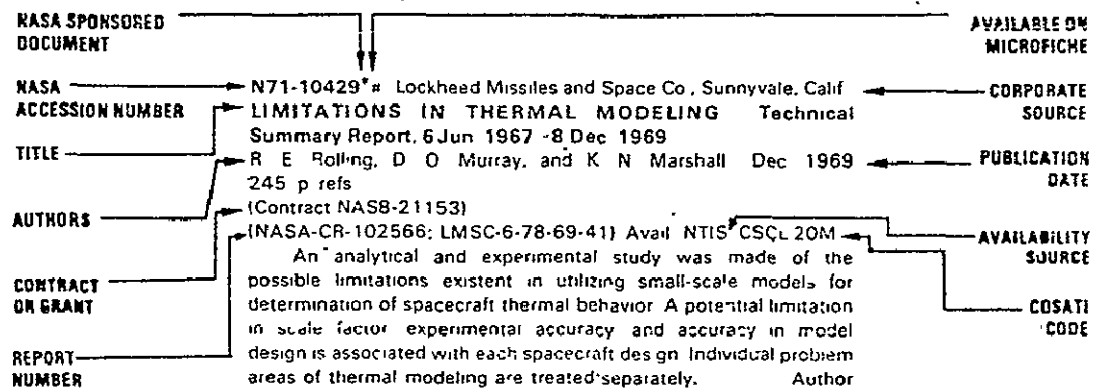 NASA SPONSORED
DOCUMENT
AVAILABLE ON
MICROFICHE
NASA
ACCESSION NUMBER
N71-10429*# Lockheed Missiles and Space Co., Sunnyvale, Calif
CORPORATE
SOURCE
TITLE
LIMITATIONS IN THERMAL MODELING Technical
Summary Report, 6 Jun 1967 -8 Dec 1969
AUTHORS
R E Rolling, D O Murray, and K N Marshall Dec 1969
245 p refs
PUBLICATION
DATE
CONTRACT
OR GRANT
(Contract NAS8-21153)
REPORT
NUMBER
(NASA-CR-102566; LMSC-6-78-69-41) Avail NTIS CSCL 20M
AVAILABILITY
SOURCE
COSATI
CODE
An analytical and experimental study was made of the
possible limitations existent in utilizing small-scale models for
determination of spacecraft thermal behavior A potential limitation
in scale factor experimental accuracy and accuracy in model
design is associated with each spacecraft design Individual problem
areas of thermal modeling are treated separately. Author